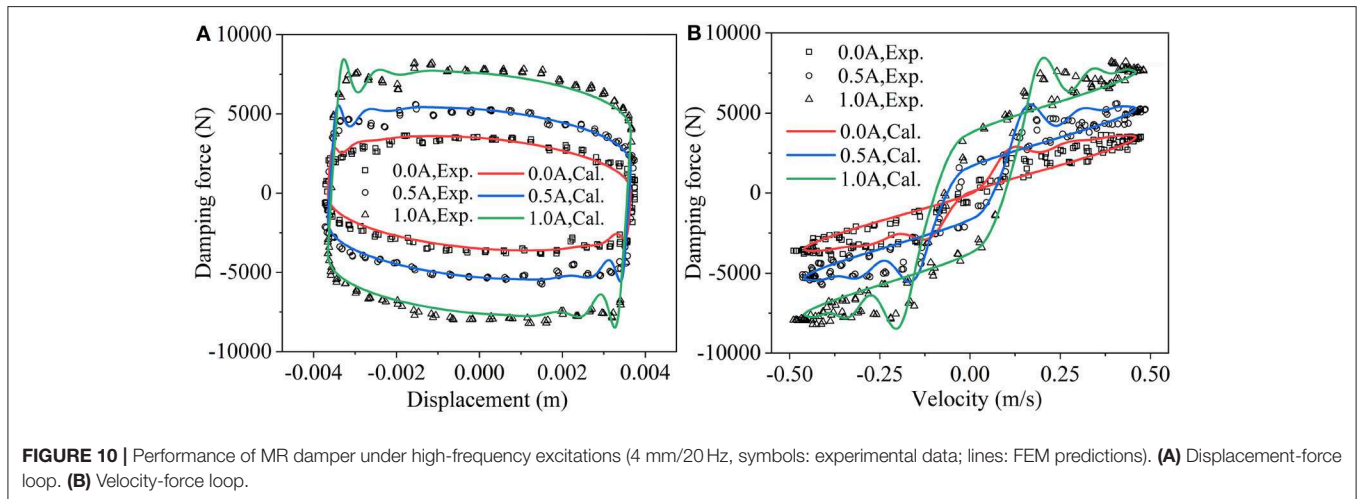 A
10000
5000
0
-5000
-10000
Damping force (N)
0.0A,Exp. 0.0A,Cal.
0.5A,Exp. 0.5A,Cal.
1.0A,Exp. 1.0A,Cal.
-0.004 -0.002 0.000 0.002 0.004
Displacement (m)
B
10000
5000
0
-5000
-10000
Damping force (N)
0.0A,Exp.
0.5A,Exp.
1.0A,Exp.
0.0A,Cal.
0.5A,Cal.
1.0A,Cal.
-0.50 -0.25 0.00 0.25 0.50
Velocity (m/s)
FIGURE 10 | Performance of MR damper under high-frequency excitations (4 mm/20 Hz, symbols: experimental data; lines: FEM predictions). (A) Displacement-force
loop. (B) Velocity-force loop.